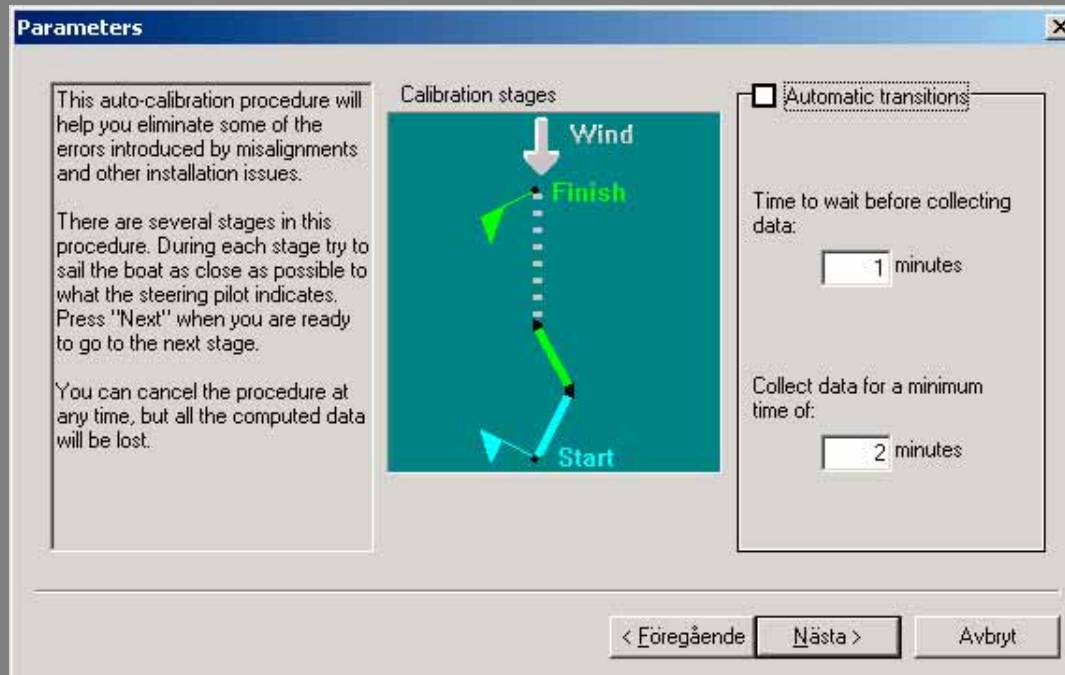 Parameters
This auto-calibration procedure will
help you eliminate some of the
errors introduced by misalignments
and other installation issues.
There are several stages in this
procedure. During each stage try to
sail the boat as close as possible to
what the steering pilot indicates.
Press "Next" when you are ready
to go to the next stage.
You can cancel the procedure at
any time, but all the computed data
will be lost.
Calibration stages
Wind
Finish
Start
Automatic transitions
Time to wait before collecting
data:
1 minutes
Collect data for a minimum
time of:
2 minutes
< Föregående
Nästa >
Avbryt